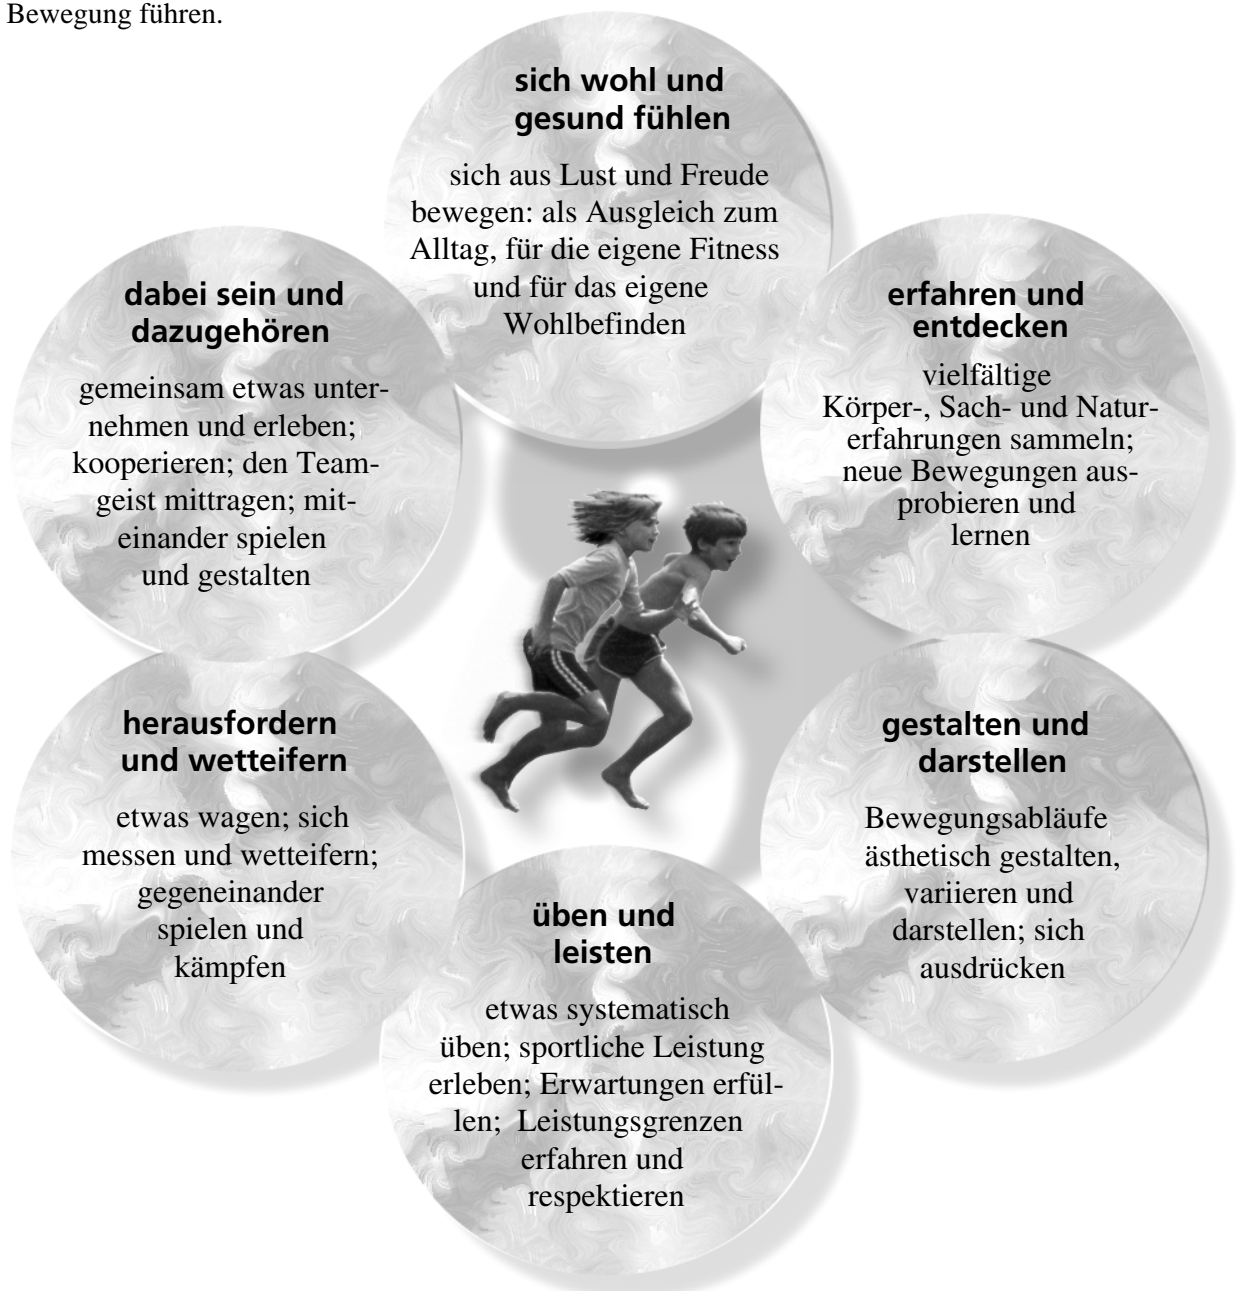 Bewegung führen.
sich wohl und
gesund fühlen
sich aus Lust und Freude
bewegen: als Ausgleich zum
Alltag, für die eigene Fitness
und für das eigene
Wohlbefinden
erfahren und
entdecken
vielfältige
Körper-, Sach- und Natur-
erfahrungen sammeln;
neue Bewegungen aus-
probieren und
lernen
gestalten und
darstellen
Bewegungsabläufe
ästhetisch gestalten,
variieren und
darstellen; sich
ausdrücken
üben und
leisten
etwas systematisch
üben; sportliche Leistung
erleben; Erwartungen erfül-
len;  Leistungsgrenzen
erfahren und
respektieren
herausfordern
und wetteifern
etwas wagen; sich
messen und wetteifern;
gegeneinander
spielen und
kämpfen
dabei sein und
dazugehören
gemeinsam etwas unter-
nehmen und erleben;
kooperieren; den Team-
geist mittragen; mit-
einander spielen
und gestalten